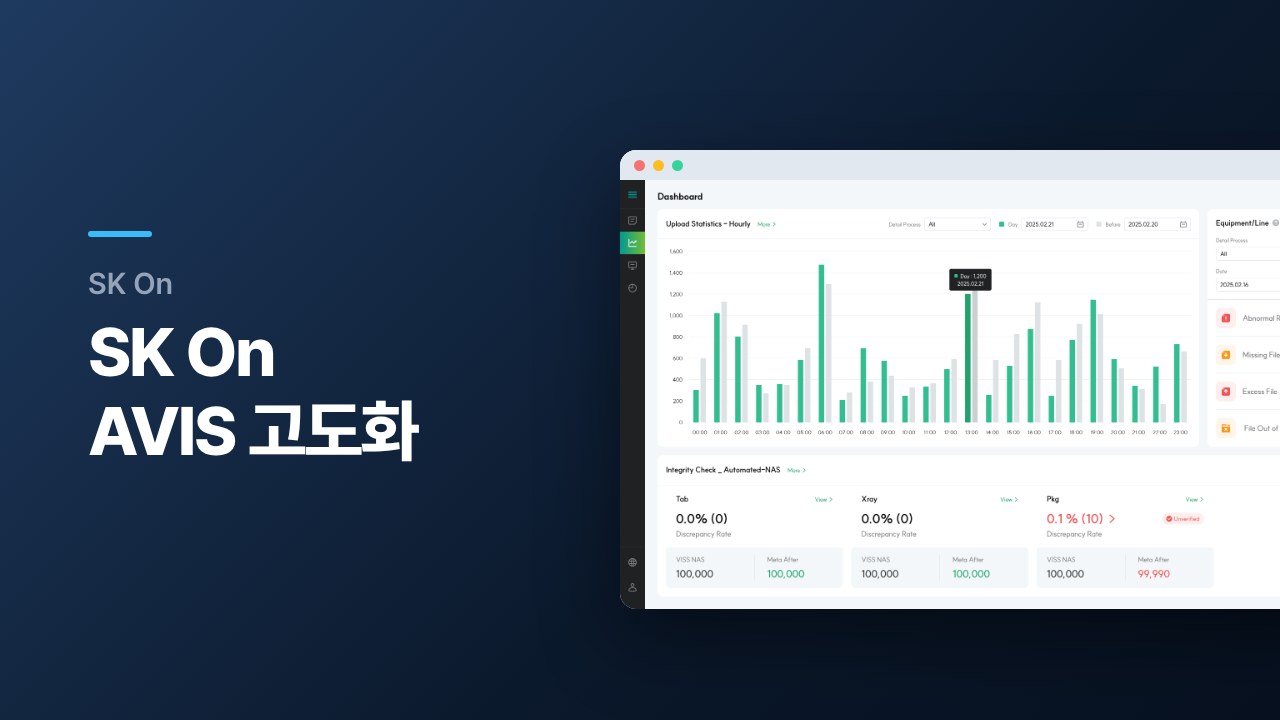 SK On
SK On
AVIS 고도화
Dashboard
Upload Statistics - Hourly More >
Detail Process All Day 2025.02.21 Before 2025.02.20
1,600
1,400
1,200
1,000
800
600
400
200
0
Day : 1,200
2025.02.21
00:00 01:00 02:00 03:00 04:00 05:00 06:00 07:00 08:00 09:00 10:00 11:00 12:00 13:00 14:00 15:00 16:00 17:00 18:00 19:00 20:00 21:00 22:00 23:00
Equipment/Line
Detail Process
All
Date
2025.02.16
Abnormal R
Missing File
Excess File
File Out of
Integrity Check _ Automated-NAS More >
Tab View >
0.0% (0)
Discrepancy Rate
VISS NAS Meta After
100,000 100,000
Xray View >
0.0% (0)
Discrepancy Rate
VISS NAS Meta After
100,000 100,000
Pkg View >
0.1 % (10) > Unverified
Discrepancy Rate
VISS NAS Meta After
100,000 99,990